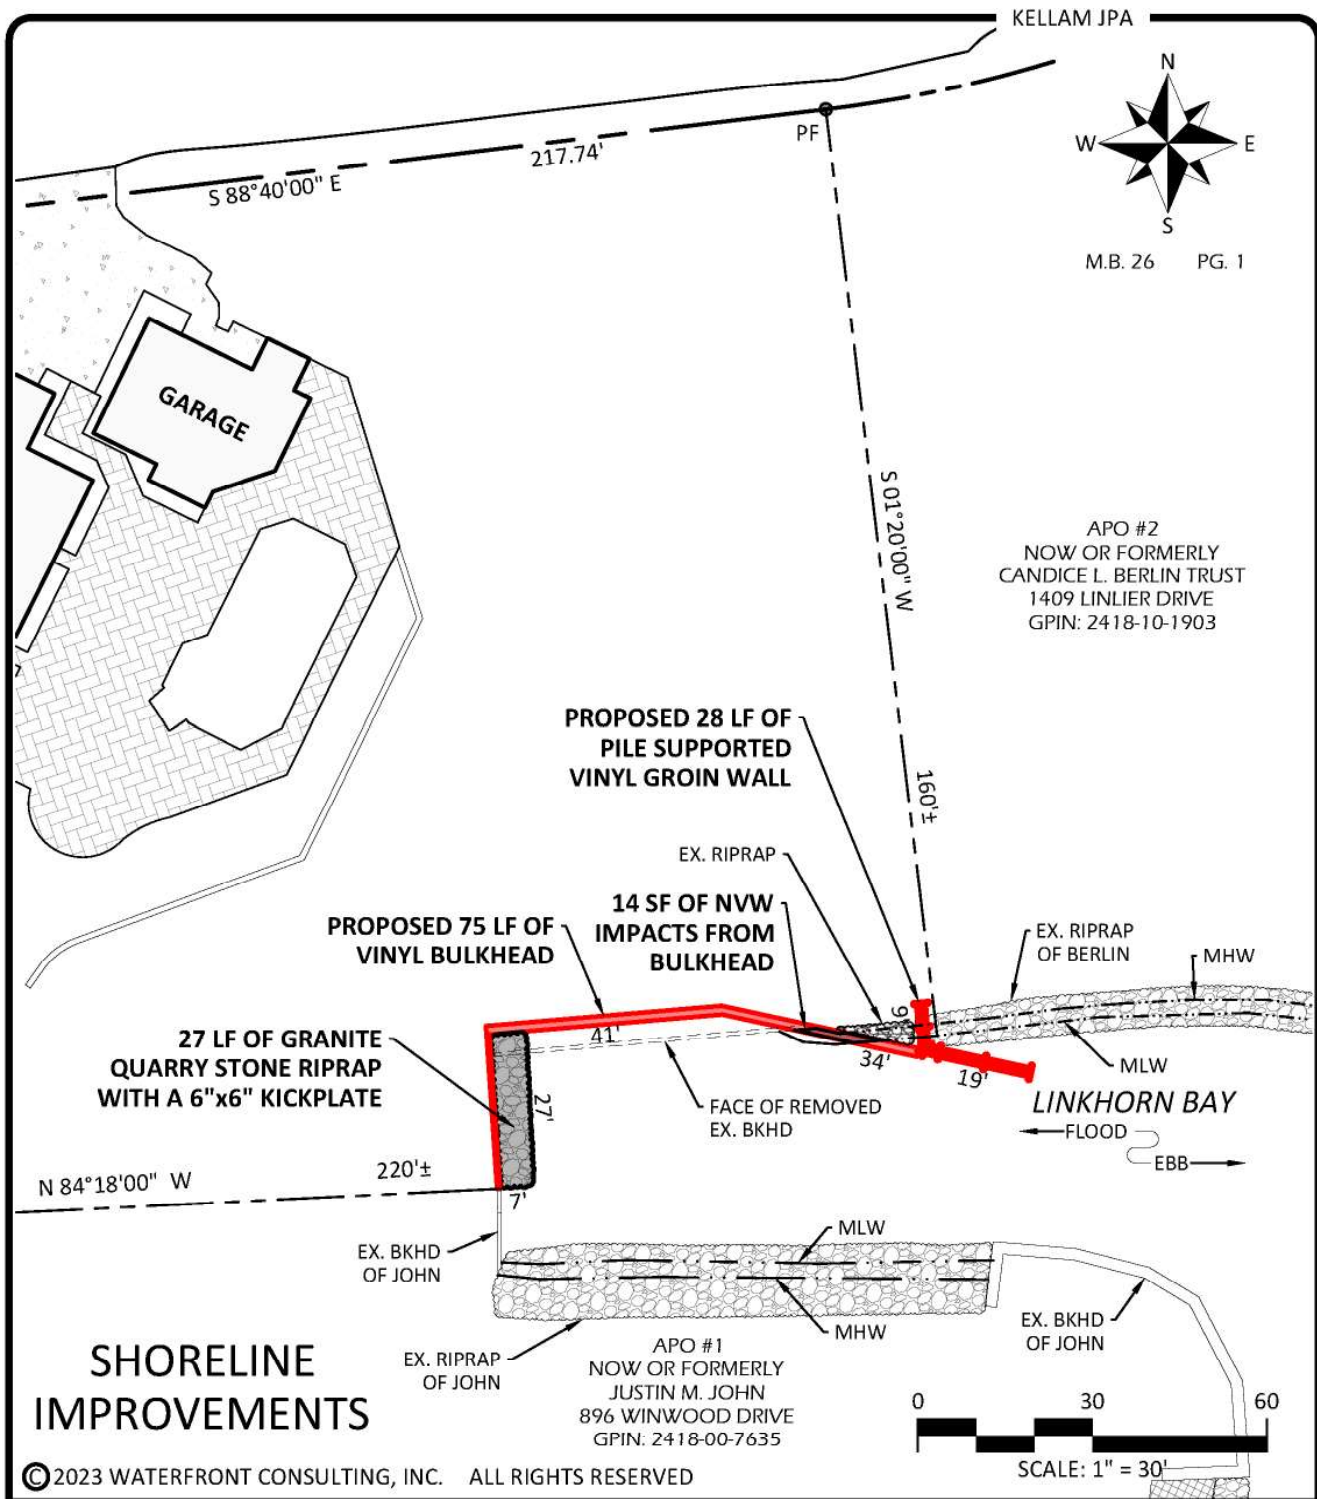 KELLAM JPA
N
W
E
S
M.B. 26 PG. 1
PF
217.74'
S 88°40'00" E
GARAGE
S 01°20'00" W
160'±
APO #2
NOW OR FORMERLY
CANDICE L. BERLIN TRUST
1409 LINLIER DRIVE
GPIN: 2418-10-1903
PROPOSED 28 LF OF
PILE SUPPORTED
VINYL GROIN WALL
EX. RIPRAP
14 SF OF NVW
IMPACTS FROM
BULKHEAD
PROPOSED 75 LF OF
VINYL BULKHEAD
EX. RIPRAP
OF BERLIN
MHW
MLW
9'
41'
34'
19'
27 LF OF GRANITE
QUARRY STONE RIPRAP
WITH A 6"x6" KICKPLATE
27'
7'
FACE OF REMOVED
EX. BKHD
LINKHORN BAY
FLOOD
EBB
N 84°18'00" W
220'±
EX. BKHD
OF JOHN
MLW
MHW
EX. RIPRAP
OF JOHN
EX. BKHD
OF JOHN
APO #1
NOW OR FORMERLY
JUSTIN M. JOHN
896 WINWOOD DRIVE
GPIN: 2418-00-7635
SHORELINE
IMPROVEMENTS
0 30 60
SCALE: 1" = 30'
© 2023 WATERFRONT CONSULTING, INC. ALL RIGHTS RESERVED